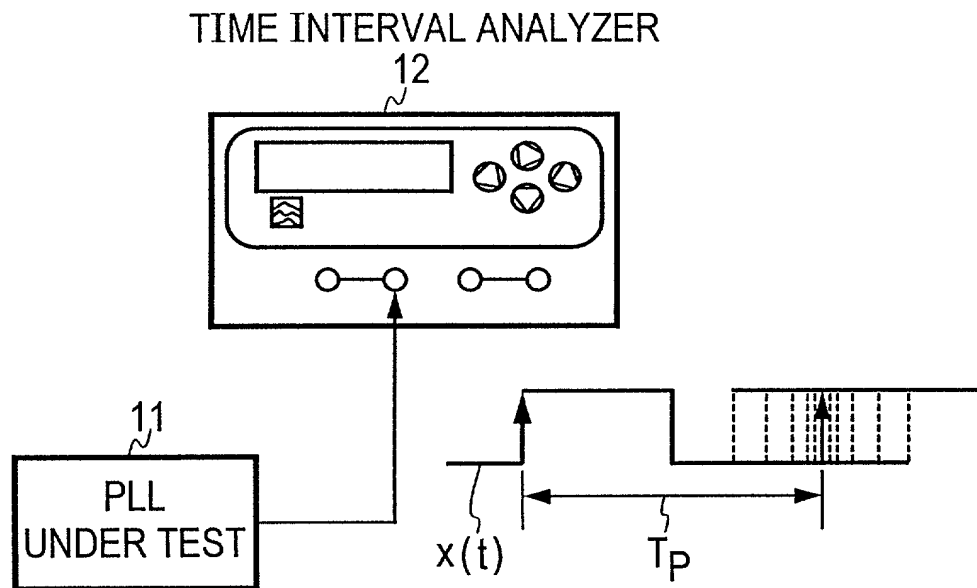 TIME INTERVAL ANALYZER
12
11
PLL
UNDER TEST
x(t)
TP